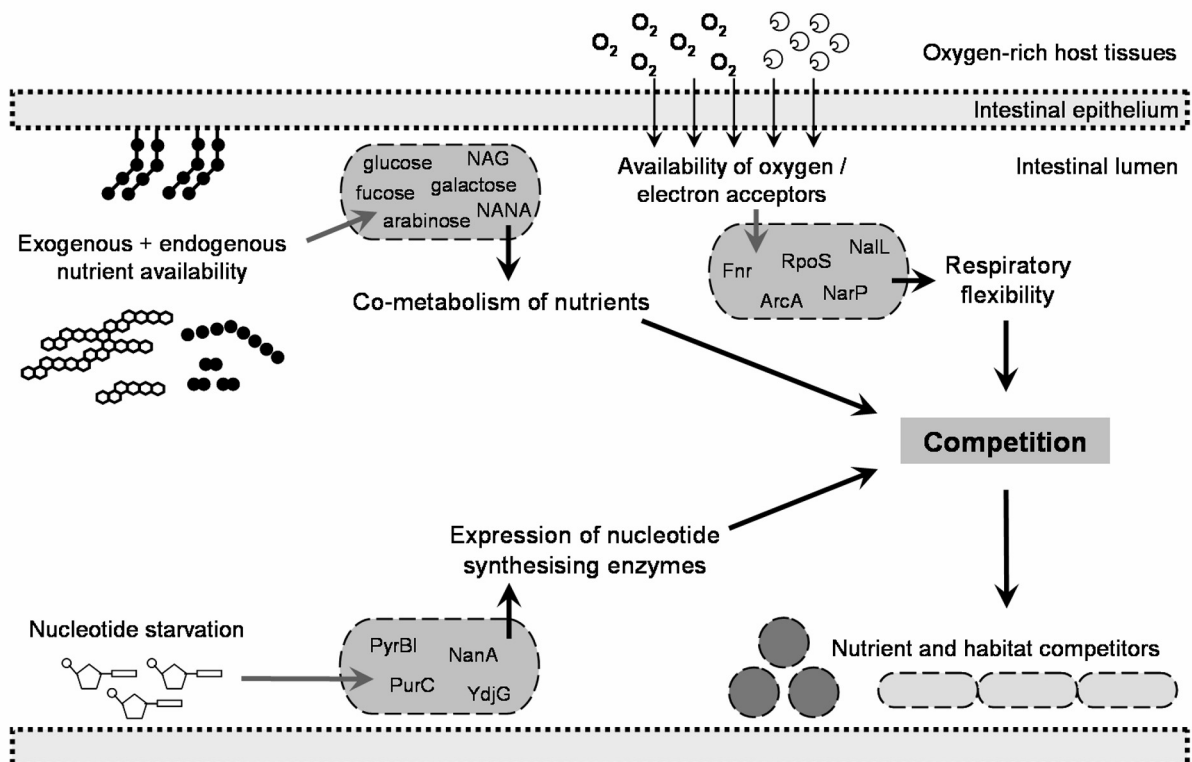 O2 O2 O2 O2 O2 O2
Oxygen-rich host tissues
Intestinal epithelium
Intestinal lumen
glucose NAG
fucose galactose
arabinose NANA
Availability of oxygen /
electron acceptors
Exogenous + endogenous
nutrient availability
Co-metabolism of nutrients
Fnr RpoS NalL
ArcA NarP
Respiratory
flexibility
Competition
Expression of nucleotide
synthesising enzymes
Nucleotide starvation
PyrBI NanA
PurC YdjG
Nutrient and habitat competitors